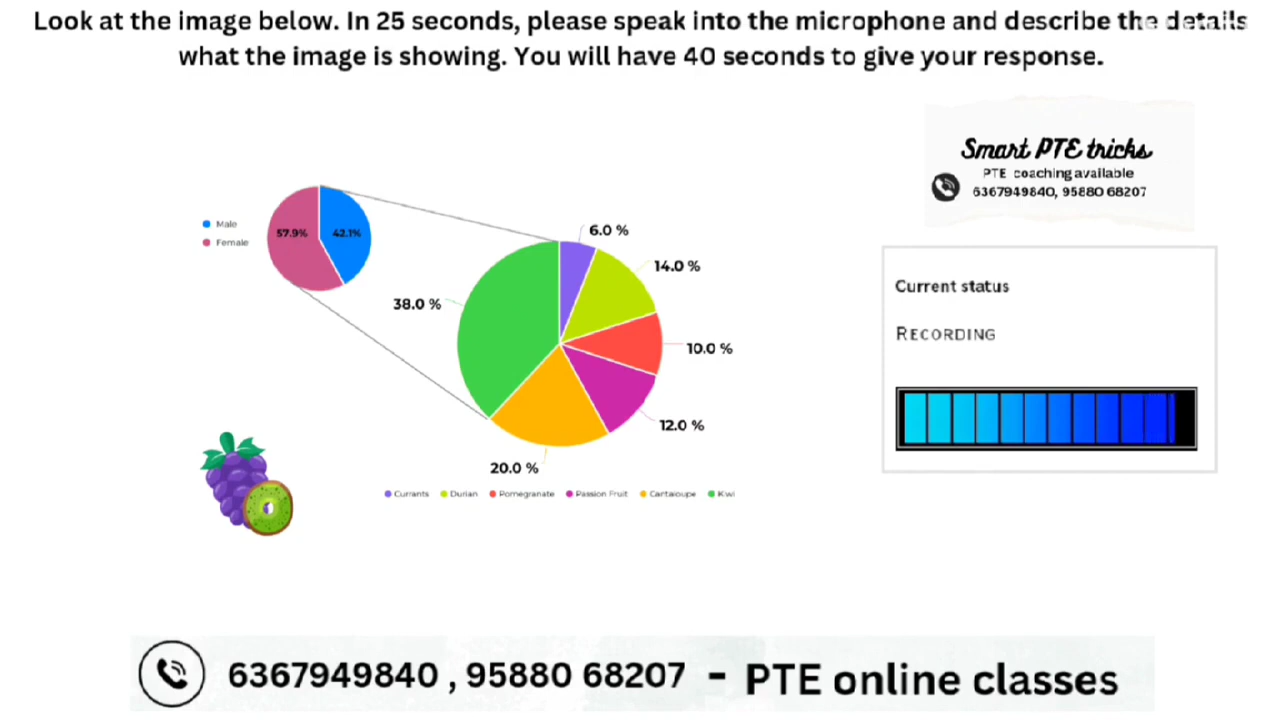 Look at the image below. In 25 seconds, please speak into the microphone and describe the details
what the image is showing. You will have 40 seconds to give your response.
Smart PTE tricks
PTE coaching available
6367949840, 95880 68207
Male
Female
57.9%
42.1%
6.0 %
14.0 %
38.0 %
10.0 %
12.0 %
20.0 %
Currants
Durian
Pomegranate
Passion Fruit
Cantaloupe
Kiwi
Current status
RECORDING
6367949840 , 95880 68207 - PTE online classes